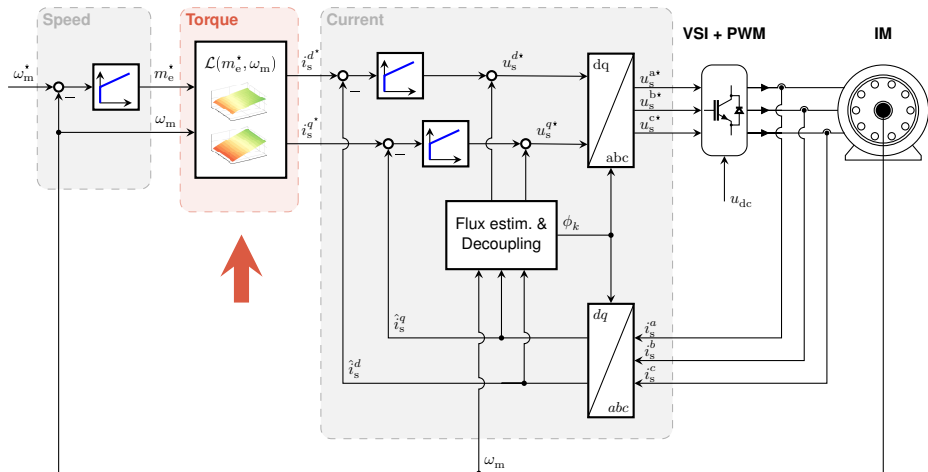 Speed
Torque
Current
VSI + PWM
IM
ω_m^⋆
m_e^⋆
ℒ(m_e^⋆, ω_m)
i_s^{d⋆}
u_s^{d⋆}
dq
u_s^{a⋆}
u_s^{b⋆}
u_s^{c⋆}
ω_m
i_s^{q⋆}
u_s^{q⋆}
abc
u_dc
Flux estim. &
Decoupling
ϕ_k
î_s^q
dq
i_s^a
i_s^b
î_s^d
i_s^c
abc
ω_m